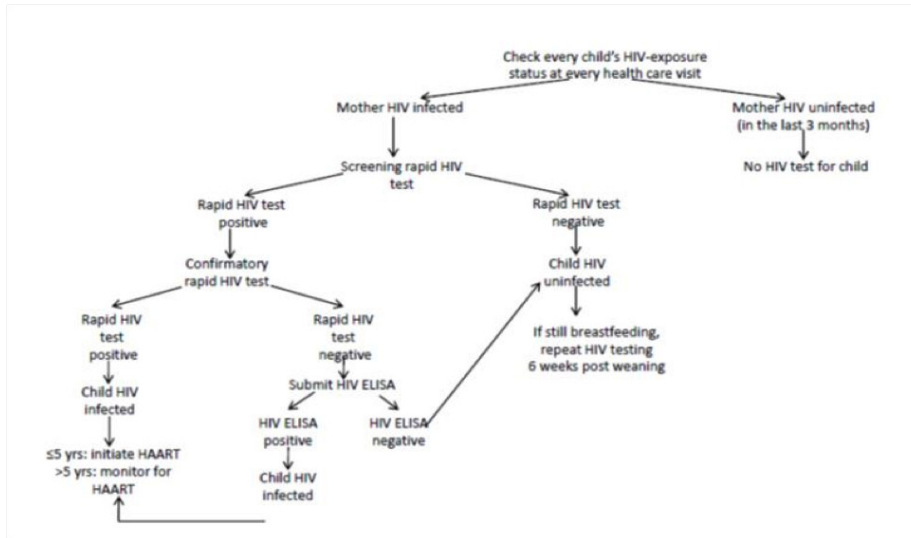 Check every child's HIV-exposure
status at every health care visit
Mother HIV infected
Mother HIV uninfected
(in the last 3 months)
No HIV test for child
Screening rapid HIV
test
Rapid HIV test
positive
Rapid HIV test
negative
Confirmatory
rapid HIV test
Child HIV
uninfected
Rapid HIV
test
positive
Rapid HIV
test
negative
If still breastfeeding,
repeat HIV testing
6 weeks post weaning
Child HIV
infected
Submit HIV ELISA
HIV ELISA
positive
HIV ELISA
negative
≤5 yrs: initiate HAART
>5 yrs: monitor for
HAART
Child HIV
infected